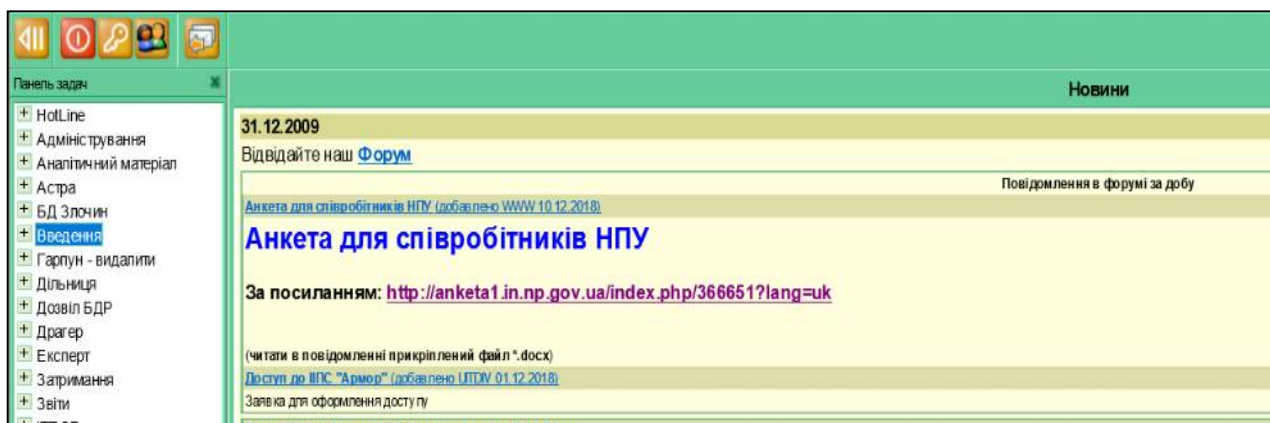 Панель задач
HotLine
Адміністрування
Аналітичний матеріал
Астра
БД Злочин
Введення
Гарпун - видалити
Дільниця
Дозвіл БДР
Драгер
Експерт
Затримання
Звіти
Новини
31.12.2009
Відвідайте наш Форум
Повідомлення в форумі за добу
Анкета для співробітників НПУ (добавлено WWW 10.12.2018)
Анкета для співробітників НПУ
За посиланням: http://anketa1.in.np.gov.ua/index.php/366651?lang=uk
(читати в повідомленні прикріплений файл *.docx)
Доступ до ІІПС "Армор" (добавлено UITDIV 01.12.2018)
Заявка для оформлення доступу